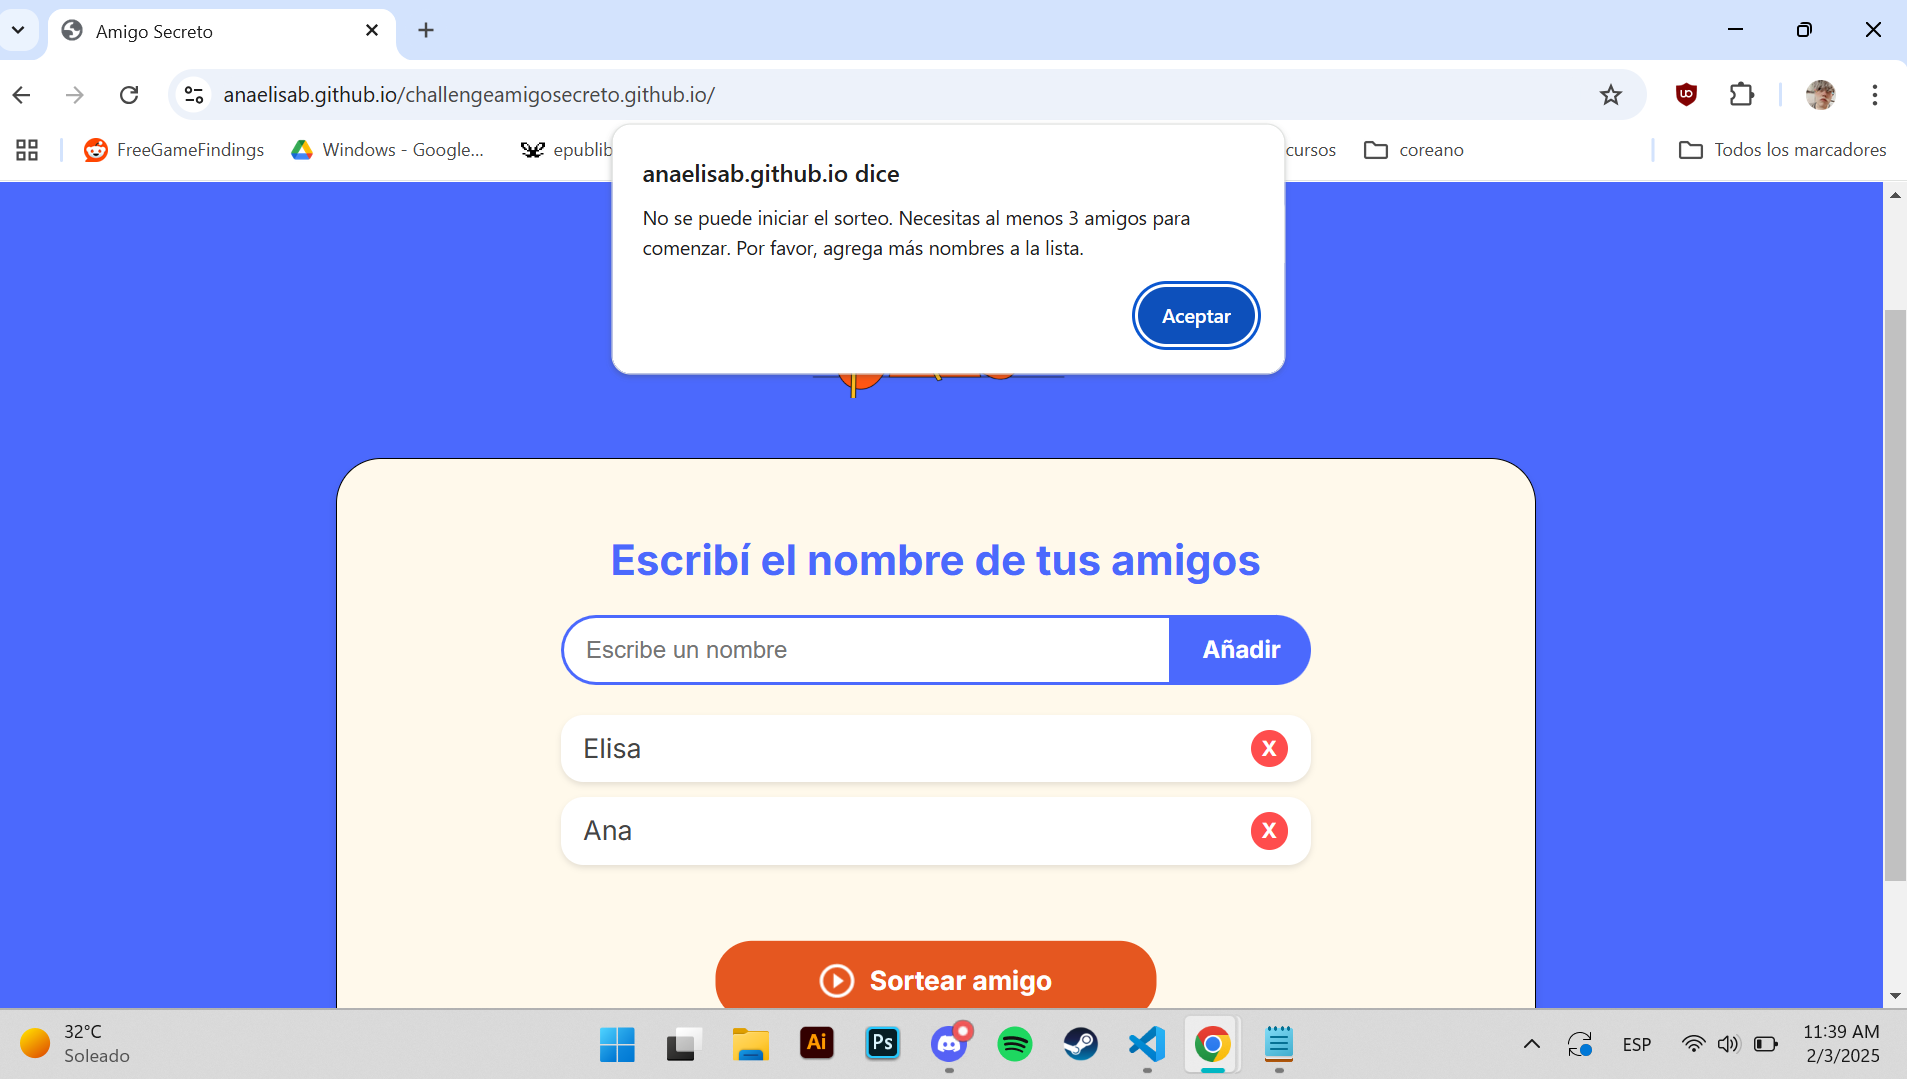 Amigo Secreto
anaelisab.github.io/challengeamigosecreto.github.io/
FreeGameFindings
Windows - Google...
epublib
cursos
coreano
Todos los marcadores
anaelisab.github.io dice
No se puede iniciar el sorteo. Necesitas al menos 3 amigos para
comenzar. Por favor, agrega más nombres a la lista.
Aceptar
Escribí el nombre de tus amigos
Escribe un nombre
Añadir
Elisa
X
Ana
X
Sortear amigo
32°C
Soleado
Ai
Ps
ESP
11:39 AM
2/3/2025